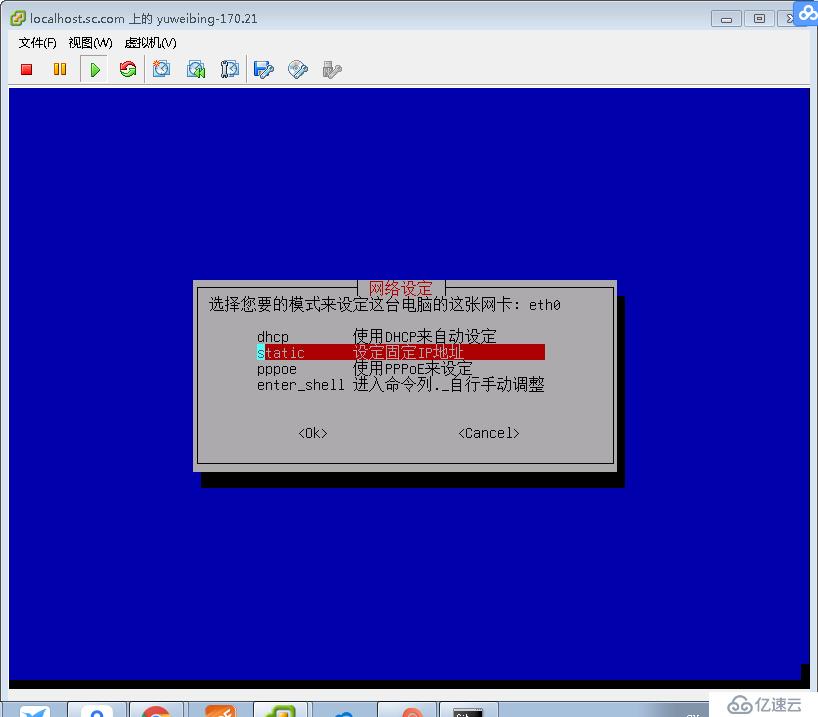 localhost.sc.com 上的 yuweibing-170.21
文件(F) 视图(W) 虚拟机(V)
网络设定
选择您要的模式来设定这台电脑的这张网卡: eth0
dhcp 使用DHCP来自动设定
static 设定固定IP地址
pppoe 使用PPPoE来设定
enter_shell 进入命令列._自行手动调整
<Ok> <Cancel>
亿速云